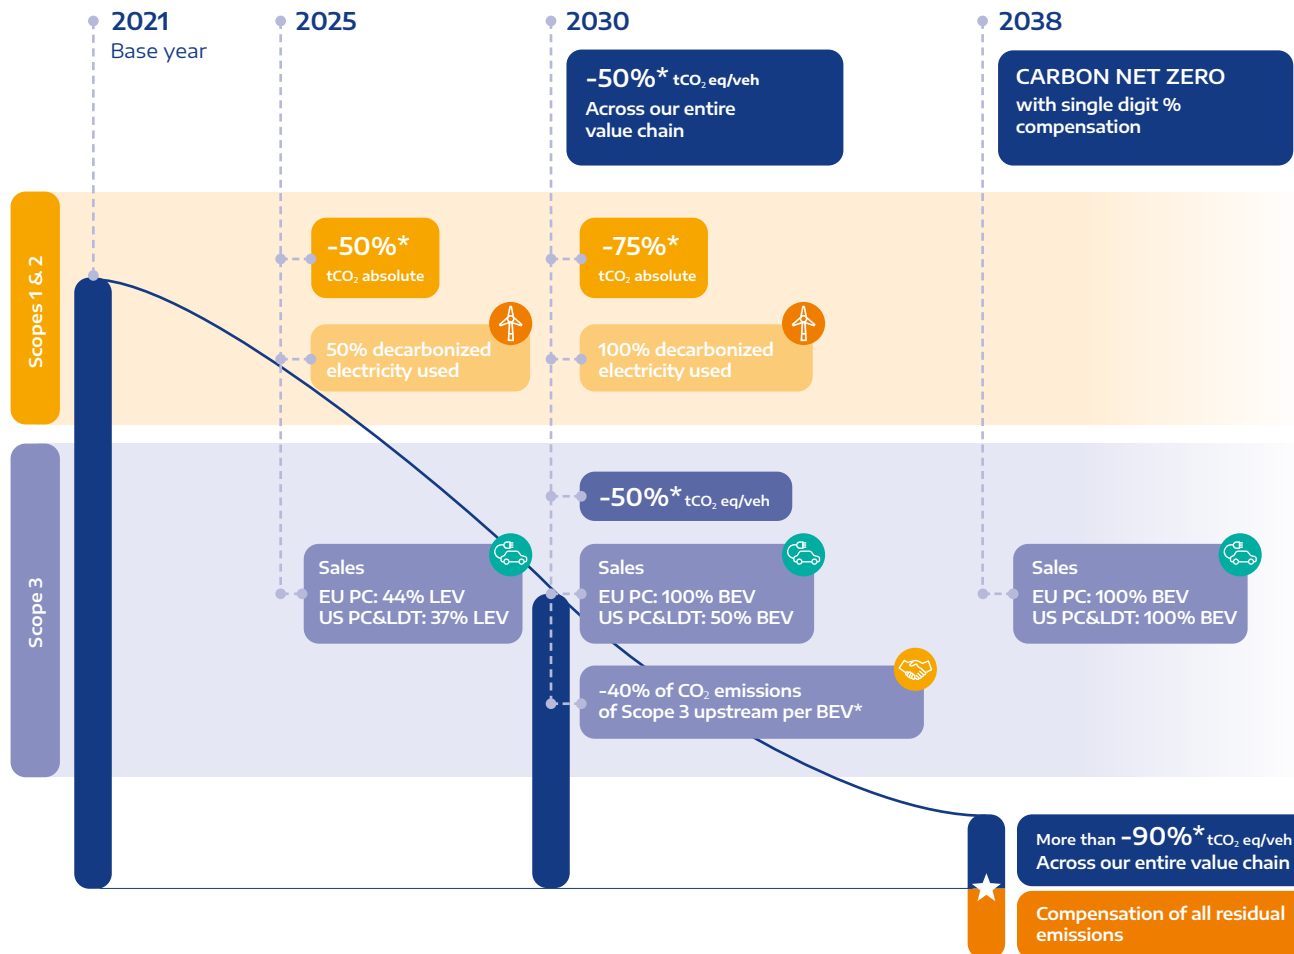 2021
Base year
2025
2030
2038
-50%* tCO₂ eq/veh
Across our entire
value chain
CARBON NET ZERO
with single digit %
compensation
Scopes 1 & 2
-50%*
tCO₂ absolute
-75%*
tCO₂ absolute
50% decarbonized
electricity used
100% decarbonized
electricity used
Scope 3
-50%* tCO₂ eq/veh
Sales
EU PC: 44% LEV
US PC&LDT: 37% LEV
Sales
EU PC: 100% BEV
US PC&LDT: 50% BEV
Sales
EU PC: 100% BEV
US PC&LDT: 100% BEV
-40% of CO₂ emissions
of Scope 3 upstream per BEV*
More than -90%* tCO₂ eq/veh
Across our entire value chain
Compensation of all residual
emissions